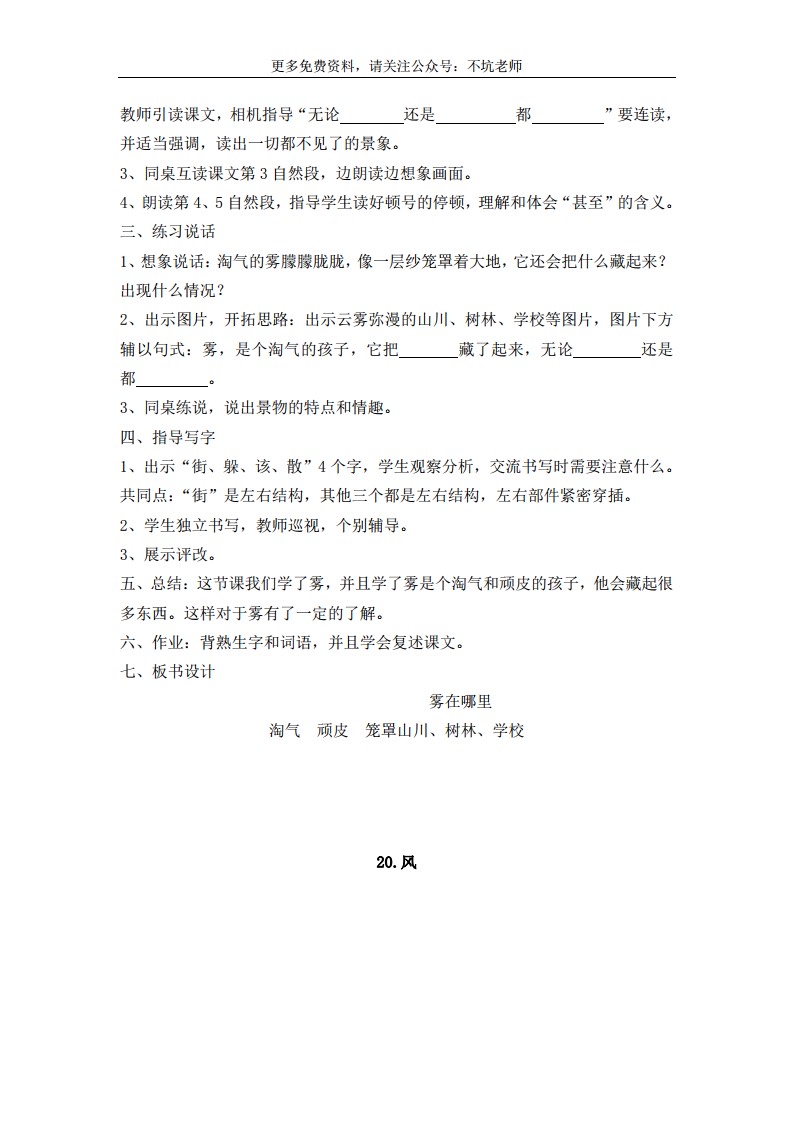 更多免费资料，请关注公众号：不坑老师
教师引读课文，相机指导“无论________还是__________都_________”要连读，
并适当强调，读出一切都不见了的景象。
3、同桌互读课文第 3 自然段，边朗读边想象画面。
4、朗读第 4、5 自然段，指导学生读好顿号的停顿，理解和体会“甚至”的含义。
三、练习说话
1、想象说话：淘气的雾朦朦胧胧，像一层纱笼罩着大地，它还会把什么藏起来？
出现什么情况？
2、出示图片，开拓思路：出示云雾弥漫的山川、树林、学校等图片，图片下方
辅以句式：雾，是个淘气的孩子，它把_______藏了起来，无论________还是
都_________。
3、同桌练说，说出景物的特点和情趣。
四、指导写字
1、出示“街、躲、该、散”4 个字，学生观察分析，交流书写时需要注意什么。
共同点：“街”是左右结构，其他三个都是左右结构，左右部件紧密穿插。
2、学生独立书写，教师巡视，个别辅导。
3、展示评改。
五、总结：这节课我们学了雾，并且学了雾是个淘气和顽皮的孩子，他会藏起很
多东西。这样对于雾有了一定的了解。
六、作业：背熟生字和词语，并且学会复述课文。
七、板书设计
雾在哪里
淘气 顽皮 笼罩山川、树林、学校
20.风